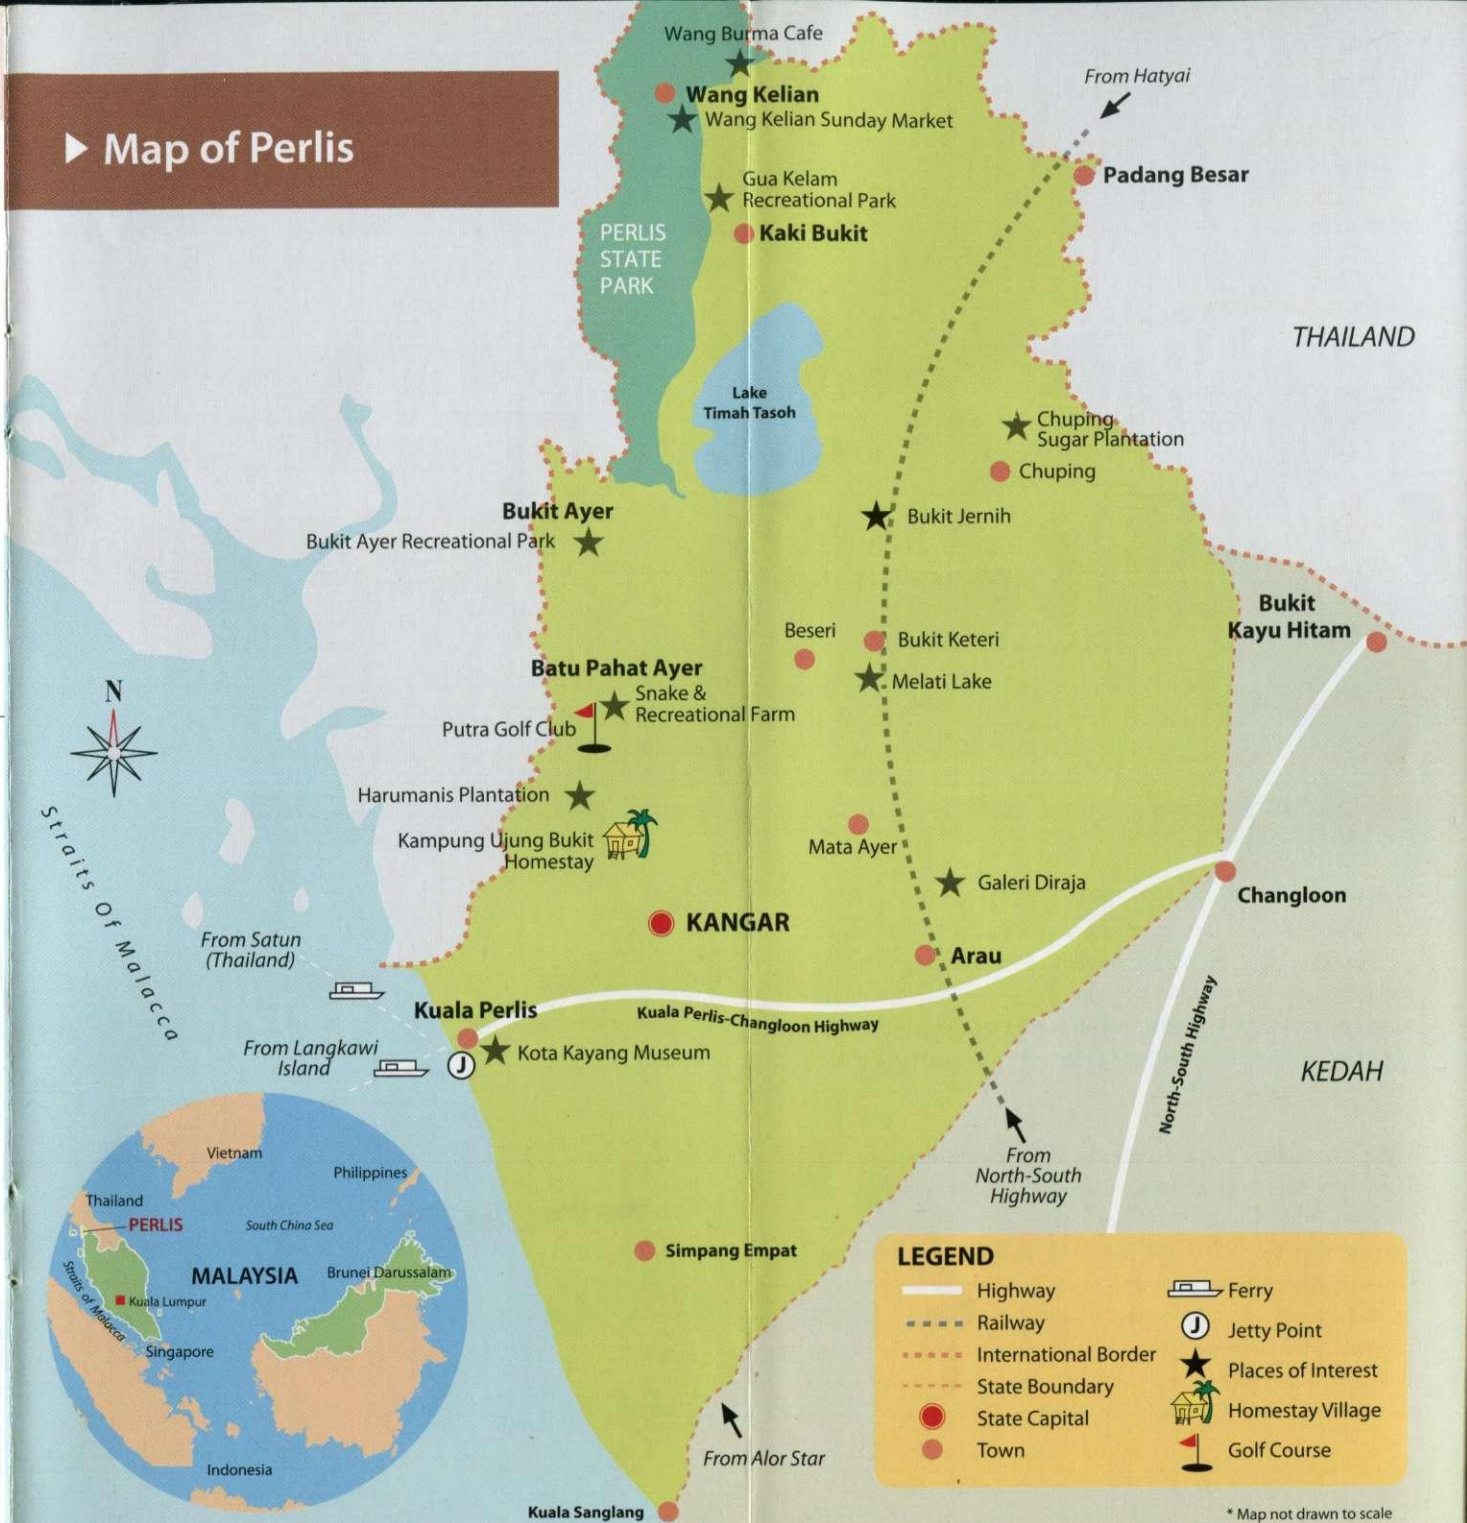 Map of Perlis
Wang Burma Cafe
Wang Kelian
Wang Kelian Sunday Market
From Hatyai
Padang Besar
Gua Kelam
Recreational Park
Kaki Bukit
PERLIS
STATE
PARK
THAILAND
Lake
Timah Tasoh
Chuping
Sugar Plantation
Chuping
Bukit Ayer
Bukit Ayer Recreational Park
Bukit Jernih
Bukit
Kayu Hitam
Beseri
Bukit Keteri
Batu Pahat Ayer
Snake &
Recreational Farm
Melati Lake
Putra Golf Club
N
Harumanis Plantation
Kampung Ujung Bukit
Homestay
Mata Ayer
Galeri Diraja
Changloon
Straits Of Malacca
KANGAR
From Satun
(Thailand)
Arau
Kuala Perlis
Kuala Perlis-Changloon Highway
North-South Highway
From Langkawi
Island
J
Kota Kayang Museum
KEDAH
From
North-South
Highway
Vietnam
Philippines
Thailand
PERLIS
South China Sea
MALAYSIA
Brunei Darussalam
Straits of Malacca
Kuala Lumpur
Singapore
Indonesia
Simpang Empat
From Alor Star
Kuala Sanglang
LEGEND
Highway
Railway
International Border
State Boundary
State Capital
Town
Ferry
J
Jetty Point
Places of Interest
Homestay Village
Golf Course
* Map not drawn to scale